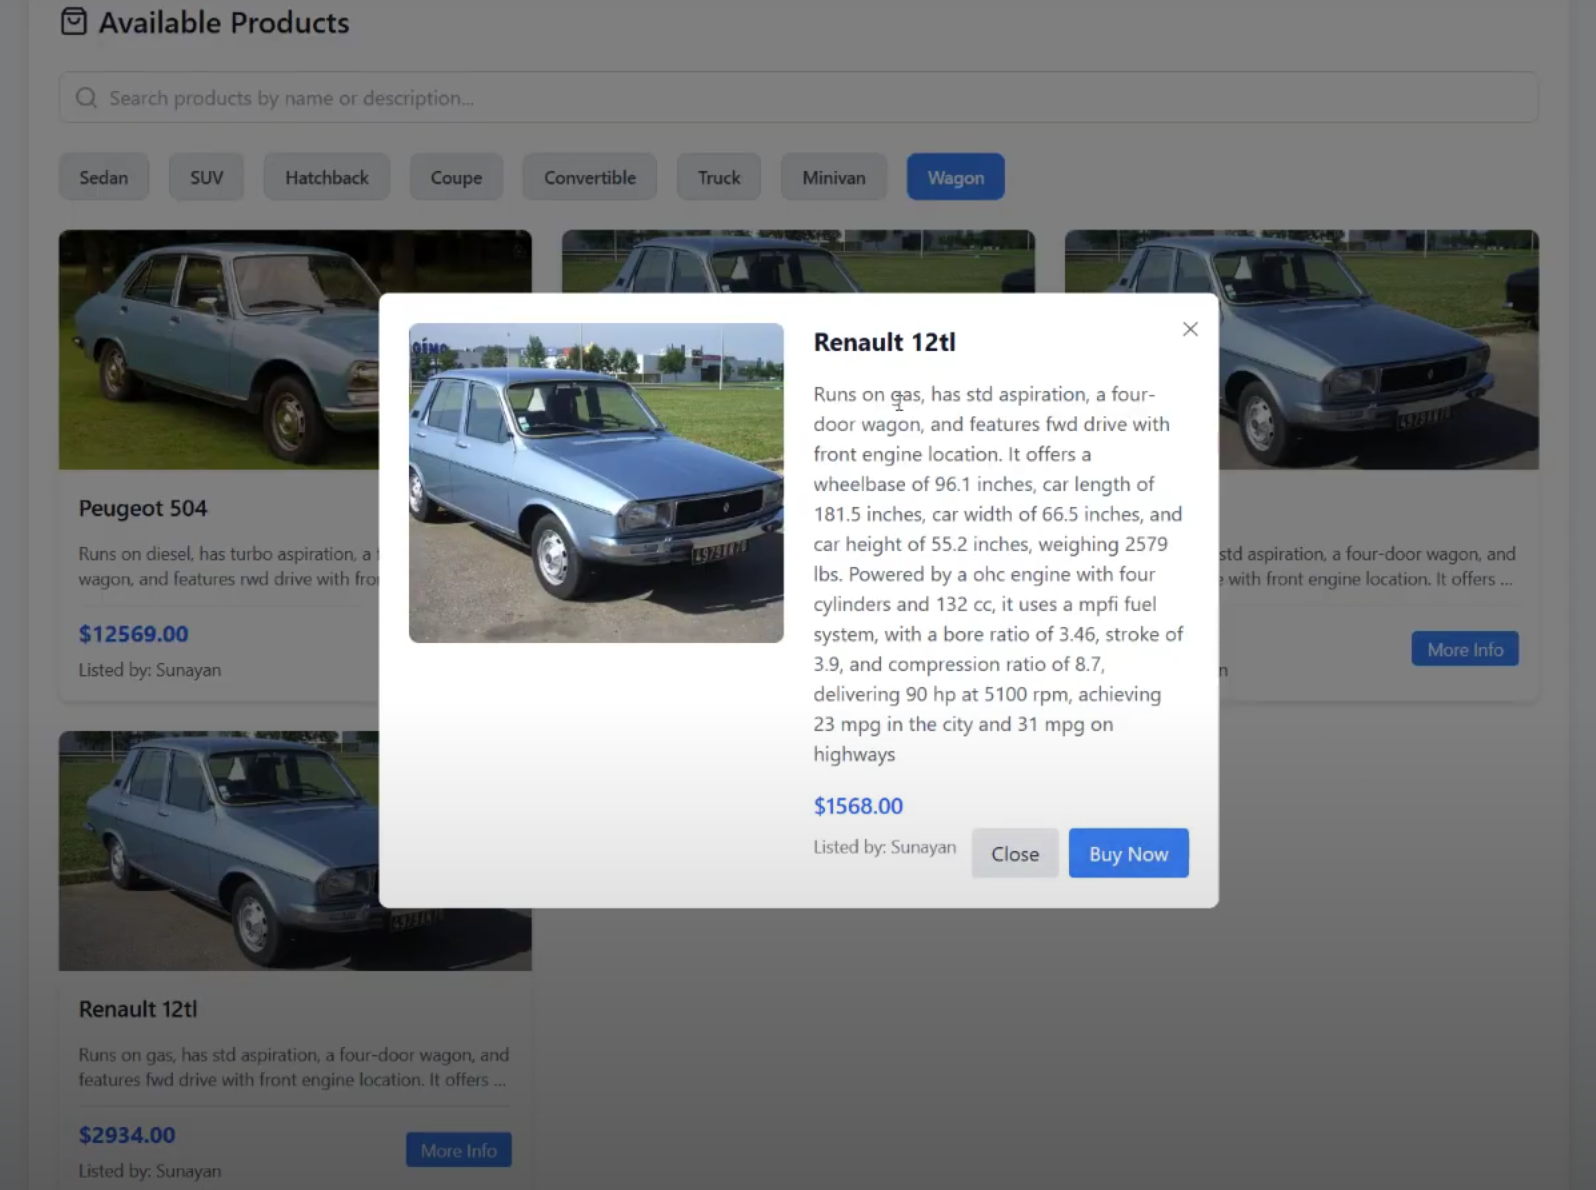 Available Products
Search products by name or description...
Sedan
SUV
Hatchback
Coupe
Convertible
Truck
Minivan
Wagon
Peugeot 504
Runs on diesel, has turbo aspiration, a
wagon, and features rwd drive with
$12569.00
Listed by: Sunayan
Renault 12tl
Runs on gas, has std aspiration, a four-
door wagon, and features fwd drive with
front engine location. It offers a
wheelbase of 96.1 inches, car length of
181.5 inches, car width of 66.5 inches, and
car height of 55.2 inches, weighing 2579
lbs. Powered by a ohc engine with four
cylinders and 132 cc, it uses a mpfi fuel
system, with a bore ratio of 3.46, stroke of
3.9, and compression ratio of 8.7,
delivering 90 hp at 5100 rpm, achieving
23 mpg in the city and 31 mpg on
highways
$1568.00
Listed by: Sunayan
Close
Buy Now
std aspiration, a four-door wagon, and
with front engine location. It offers ...
More Info
Renault 12tl
Runs on gas, has std aspiration, a four-door wagon, and
features fwd drive with front engine location. It offers ...
$2934.00
Listed by: Sunayan
More Info